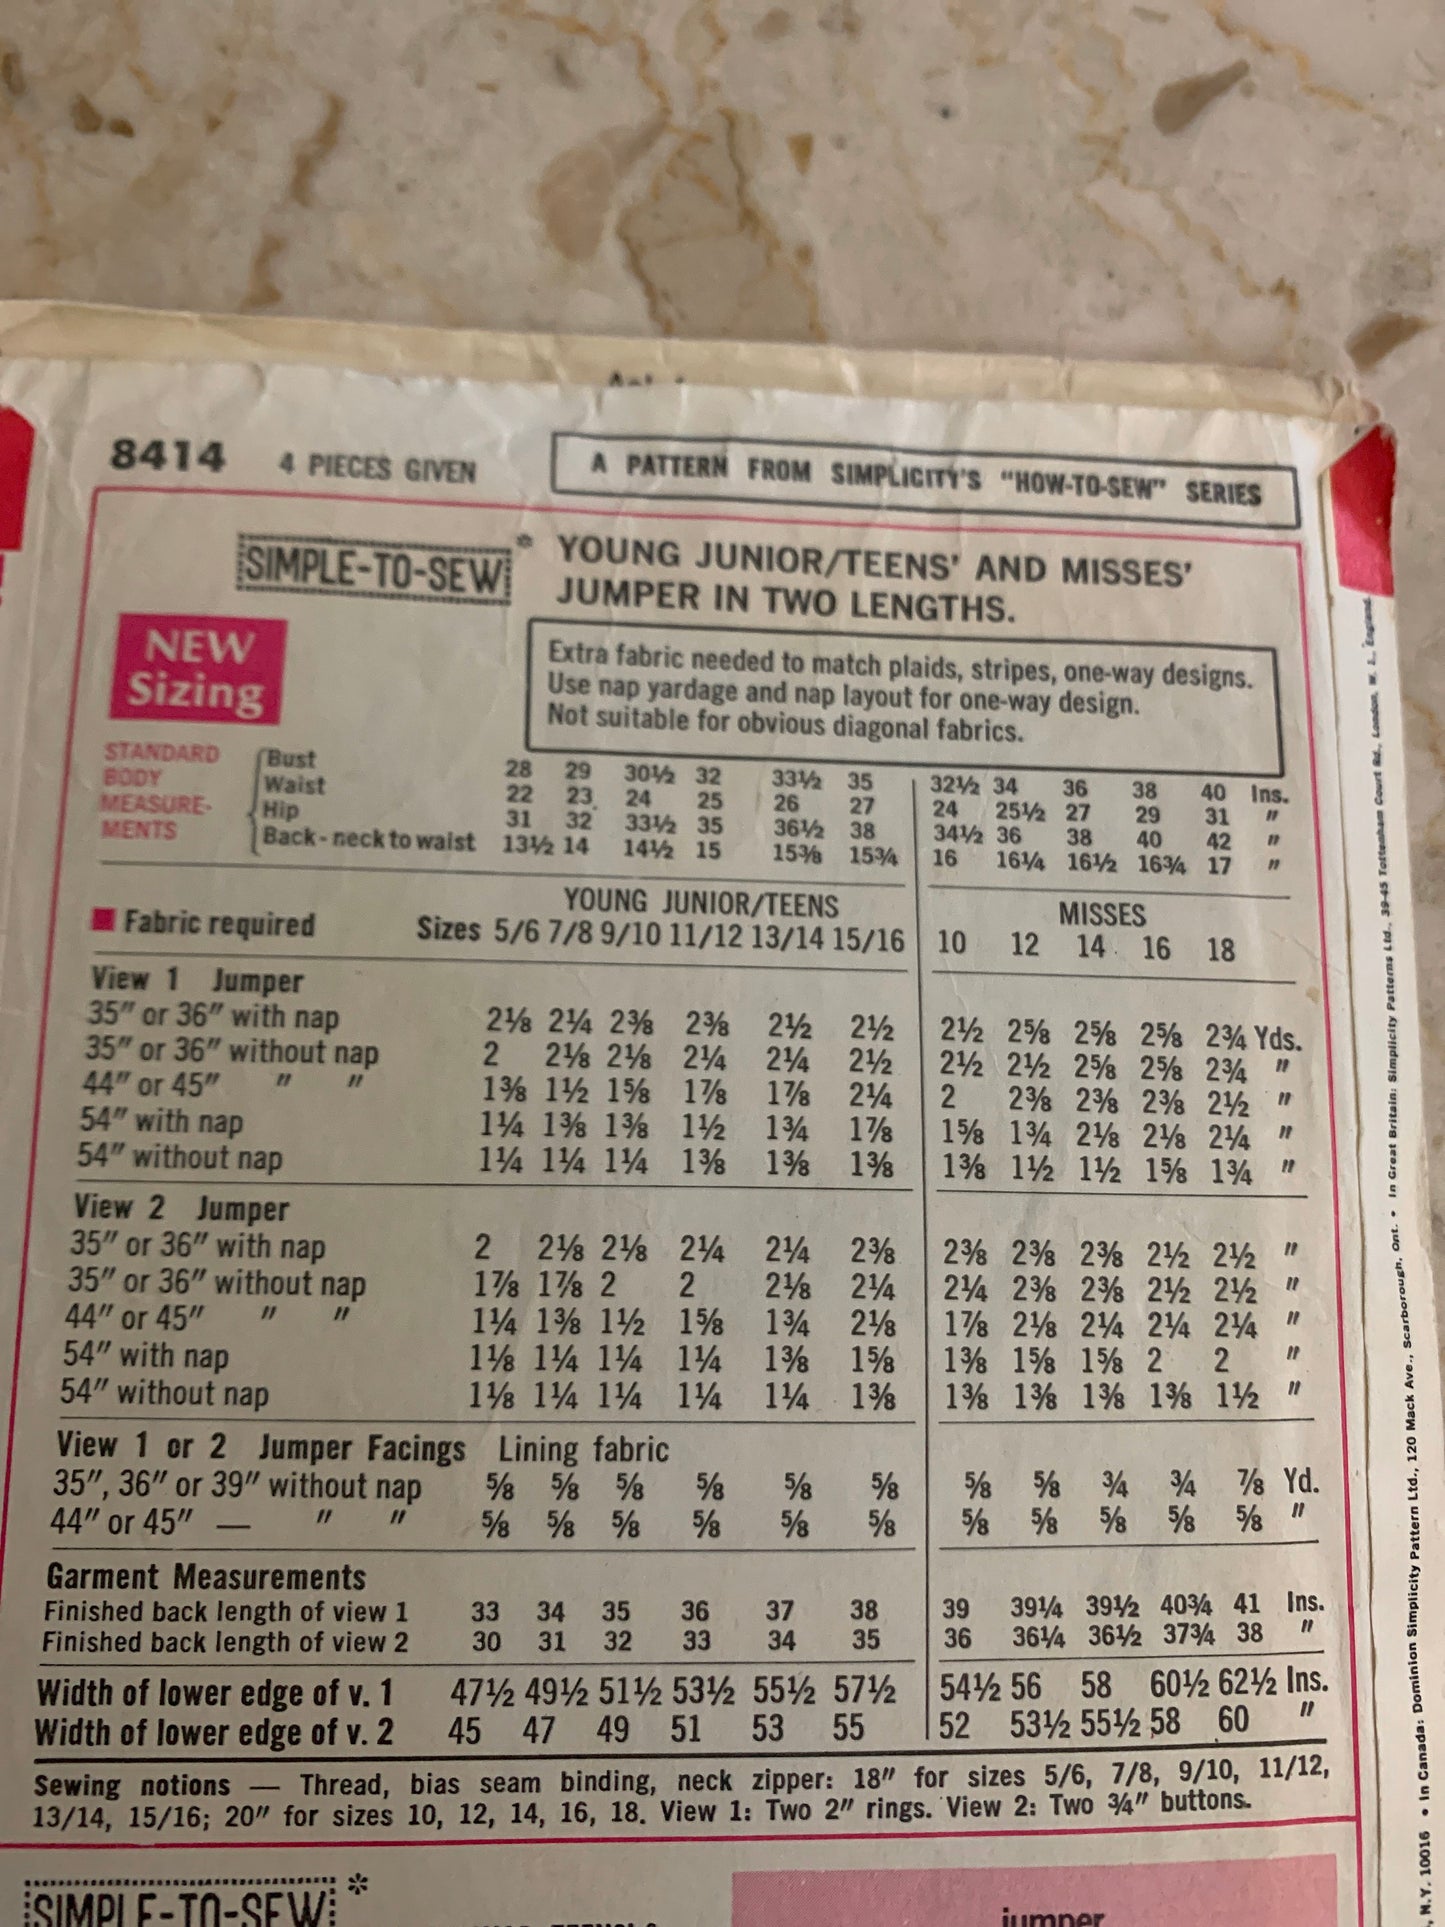 8414 4 PIECES GIVEN A PATTERN FROM SIMPLICITY'S "HOW-TO-SEW" SERIES
SIMPLE-TO-SEW* YOUNG JUNIOR/TEENS' AND MISSES'
JUMPER IN TWO LENGTHS.
NEW
Sizing
Extra fabric needed to match plaids, stripes, one-way designs.
Use nap yardage and nap layout for one-way design.
Not suitable for obvious diagonal fabrics.
STANDARD
BODY
MEASURE-
MENTS
Bust 28 29 30½ 32 33½ 35 32½ 34 36 38 40 Ins.
Waist 22 23 24 25 26 27 24 25½ 27 29 31 "
Hip 31 32 33½ 35 36½ 38 34½ 36 38 40 42 "
Back-neck to waist 13½ 14 14½ 15 15⅜ 15¾ 16 16¼ 16½ 16¾ 17 "
YOUNG JUNIOR/TEENS MISSES
Fabric required Sizes 5/6 7/8 9/10 11/12 13/14 15/16 10 12 14 16 18
View 1 Jumper
35" or 36" with nap 2⅛ 2¼ 2⅜ 2⅜ 2½ 2½ 2½ 2⅝ 2⅝ 2⅝ 2¾ Yds.
35" or 36" without nap 2 2⅛ 2⅛ 2¼ 2¼ 2½ 2½ 2½ 2⅝ 2⅝ 2¾ "
44" or 45" " " 1⅜ 1½ 1⅝ 1⅞ 1⅞ 2¼ 2 2⅜ 2⅜ 2⅜ 2½ "
54" with nap 1¼ 1⅜ 1⅜ 1½ 1¾ 1⅞ 1⅝ 1¾ 2⅛ 2⅛ 2¼ "
54" without nap 1¼ 1¼ 1¼ 1⅜ 1⅜ 1⅜ 1⅜ 1½ 1½ 1⅝ 1¾ "
View 2 Jumper
35" or 36" with nap 2 2⅛ 2⅛ 2¼ 2¼ 2⅜ 2⅜ 2⅜ 2⅜ 2½ 2½ "
35" or 36" without nap 1⅞ 1⅞ 2 2 2⅛ 2¼ 2¼ 2⅜ 2⅜ 2½ 2½ "
44" or 45" " " 1¼ 1⅜ 1½ 1⅝ 1¾ 2⅛ 1⅞ 2⅛ 2¼ 2¼ 2¼ "
54" with nap 1⅛ 1¼ 1¼ 1¼ 1⅜ 1⅝ 1⅜ 1⅝ 1⅝ 2 2 "
54" without nap 1⅛ 1¼ 1¼ 1¼ 1¼ 1⅜ 1⅜ 1⅜ 1⅜ 1⅜ 1½ "
View 1 or 2 Jumper Facings Lining fabric
35", 36" or 39" without nap ⅝ ⅝ ⅝ ⅝ ⅝ ⅝ ⅝ ⅝ ¾ ¾ ⅞ Yd.
44" or 45" — " " ⅝ ⅝ ⅝ ⅝ ⅝ ⅝ ⅝ ⅝ ⅝ ⅝ ⅝ "
Garment Measurements
Finished back length of view 1 33 34 35 36 37 38 39 39¼ 39½ 40¾ 41 Ins.
Finished back length of view 2 30 31 32 33 34 35 36 36¼ 36½ 37¾ 38 "
Width of lower edge of v. 1 47½ 49½ 51½ 53½ 55½ 57½ 54½ 56 58 60½ 62½ Ins.
Width of lower edge of v. 2 45 47 49 51 53 55 52 53½ 55½ 58 60 "
Sewing notions — Thread, bias seam binding, neck zipper: 18" for sizes 5/6, 7/8, 9/10, 11/12,
13/14, 15/16; 20" for sizes 10, 12, 14, 16, 18. View 1: Two 2" rings. View 2: Two ¾" buttons.
SIMPLE-TO-SEW*
jumper
N.Y. 10016 • In Canada: Dominion Simplicity Pattern Ltd., 120 Mack Ave., Scarborough, Ont. • In Great Britain: Simplicity Patterns Ltd., 39-45 Tottenham Court Rd., London, W. 1., England.